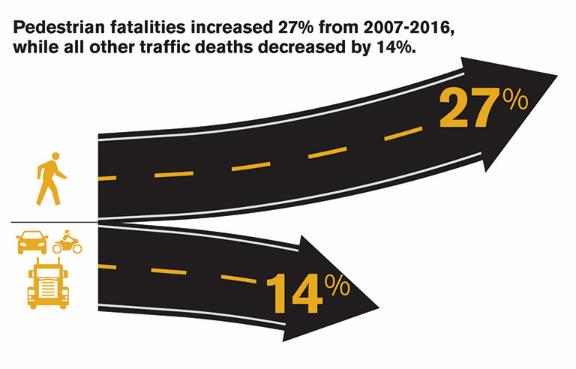 Pedestrian fatalities increased 27% from 2007-2016,
while all other traffic deaths decreased by 14%.
27%
14%